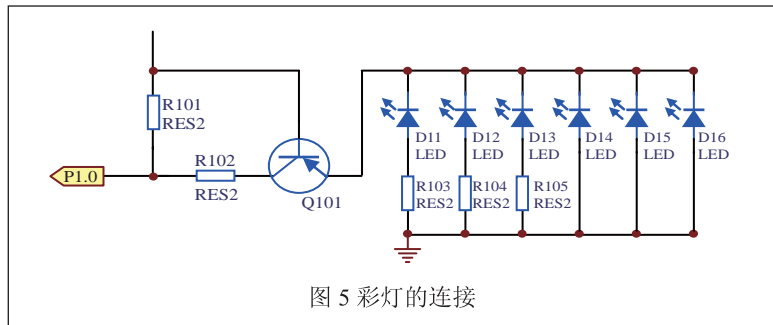 R101
RES2
P1.0
R102
RES2
Q101
D11
LED
D12
LED
D13
LED
D14
LED
D15
LED
D16
LED
R103
RES2
R104
RES2
R105
RES2
图 5 彩灯的连接